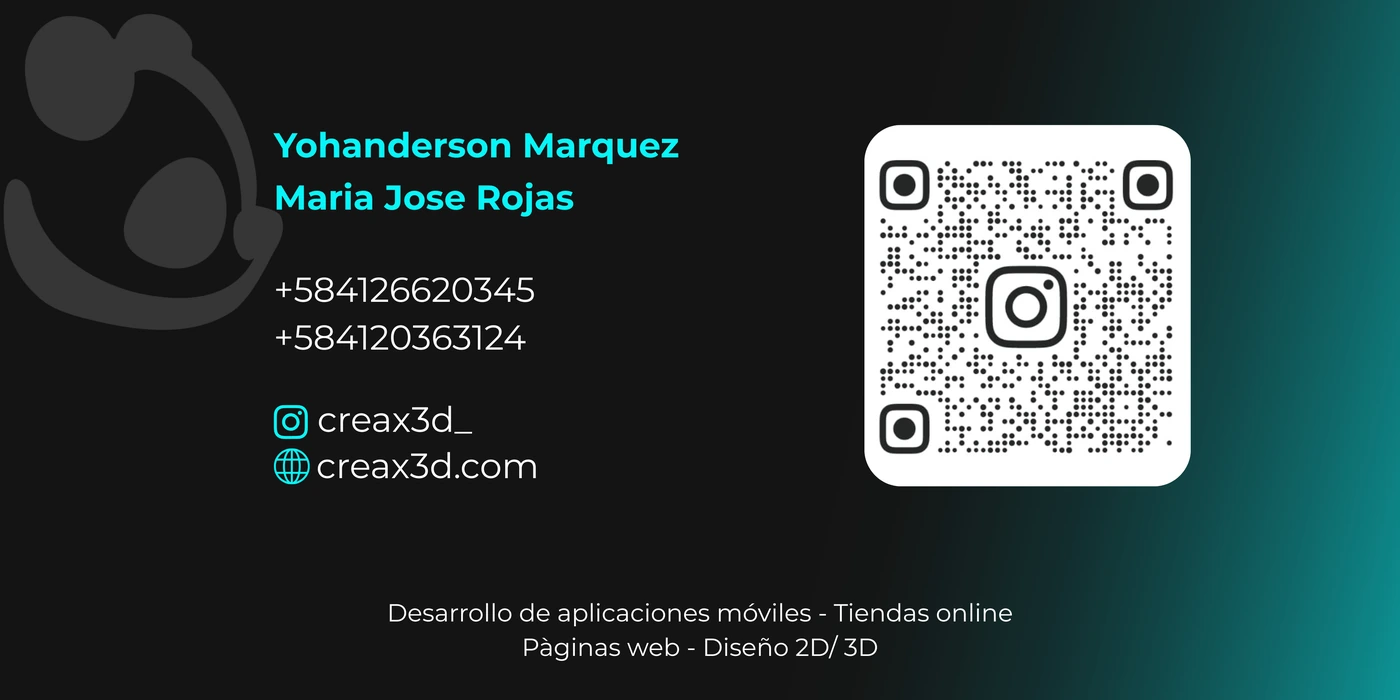 Yohanderson Marquez
Maria Jose Rojas
+584126620345
+584120363124
creax3d_
creax3d.com
Desarrollo de aplicaciones móviles - Tiendas online
Pàginas web - Diseño 2D/ 3D